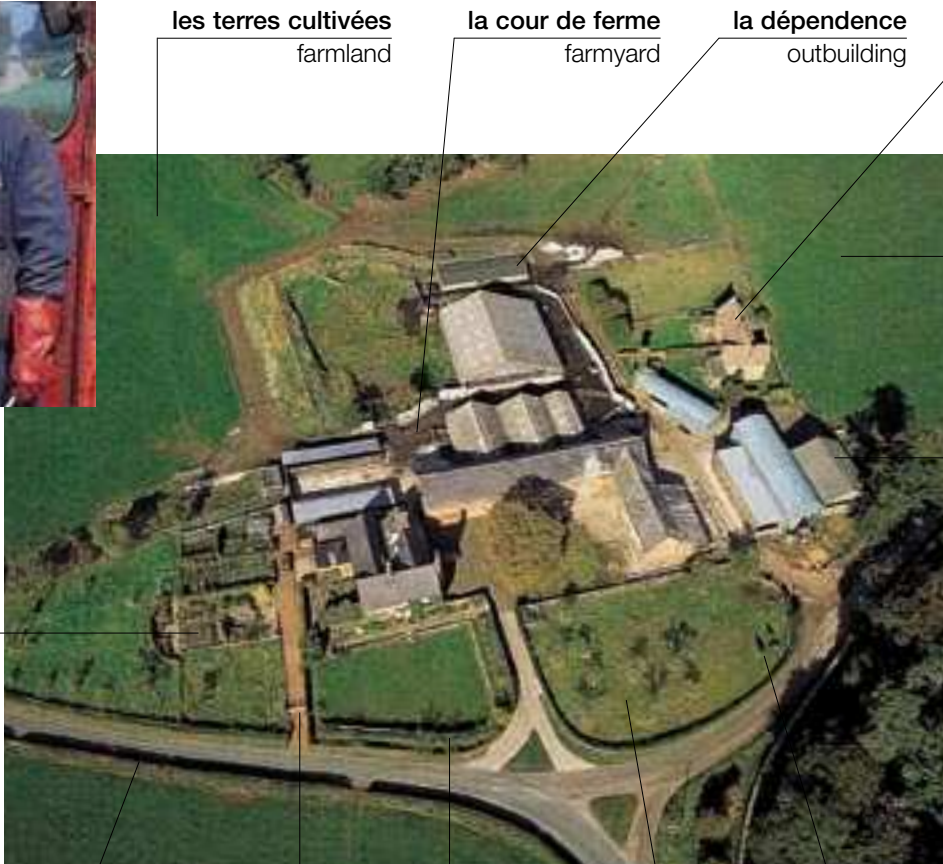 les terres cultivées
farmland
la cour de ferme
farmyard
la dépendence
outbuilding